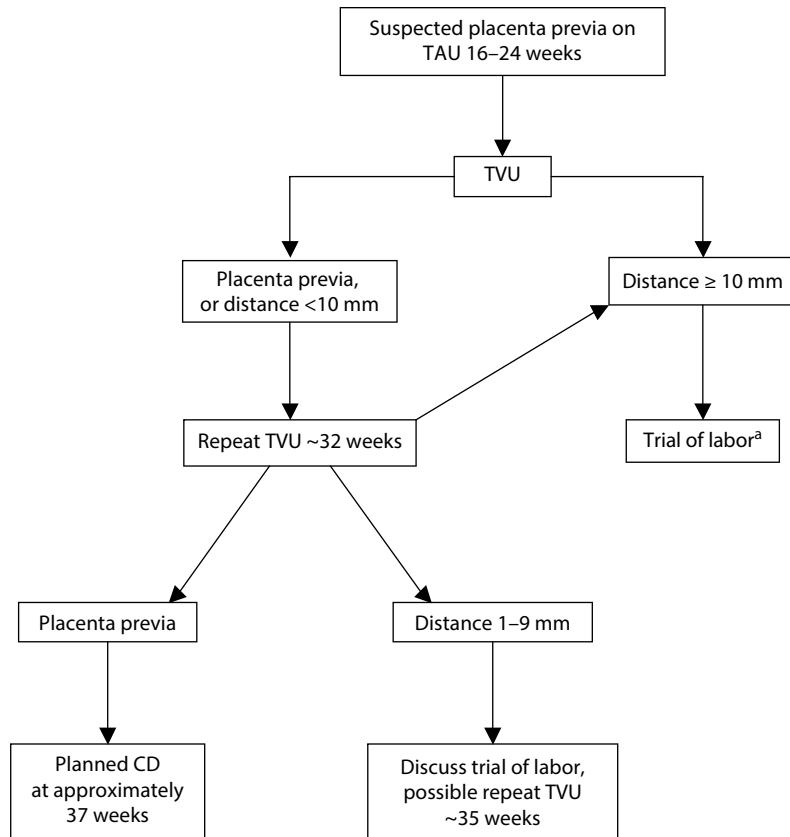 Suspected placenta previa on
TAU 16–24 weeks
TVU
Placenta previa,
or distance <10 mm
Distance ≥ 10 mm
Repeat TVU ~32 weeks
Trial of laborᵃ
Placenta previa
Distance 1–9 mm
Planned CD
at approximately
37 weeks
Discuss trial of labor,
possible repeat TVU
~35 weeks